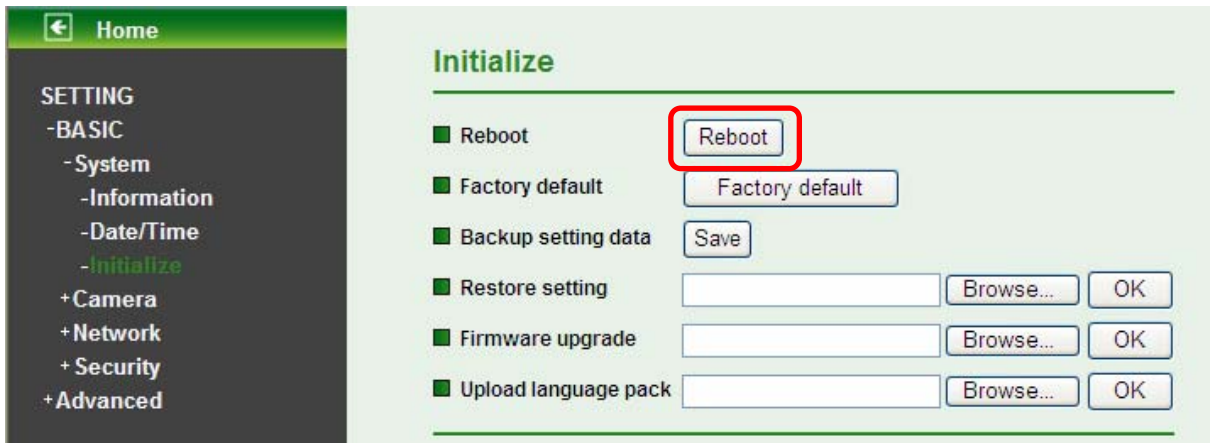 Home
SETTING
-BASIC
-System
-Information
-Date/Time
-Initialize
+Camera
+Network
+Security
+Advanced
Initialize
Reboot Reboot
Factory default Factory default
Backup setting data Save
Restore setting Browse... OK
Firmware upgrade Browse... OK
Upload language pack Browse... OK